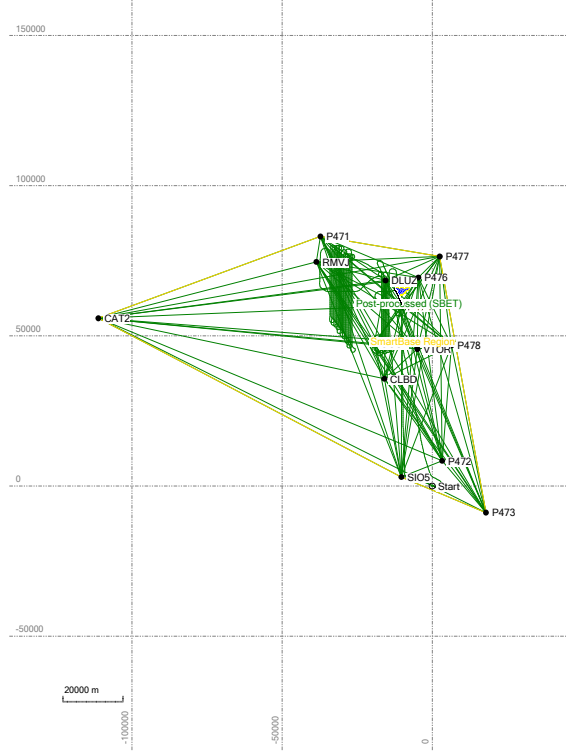 150000
100000
P471
P477
RMVJ
P476
DLUZ
Post-processed (SBET)
CAT2
50000
SmartBase Region
P478
VTOR
CLBD
P472
SIO5
0
Start
P473
-50000
20000 m
-100000
-50000
0